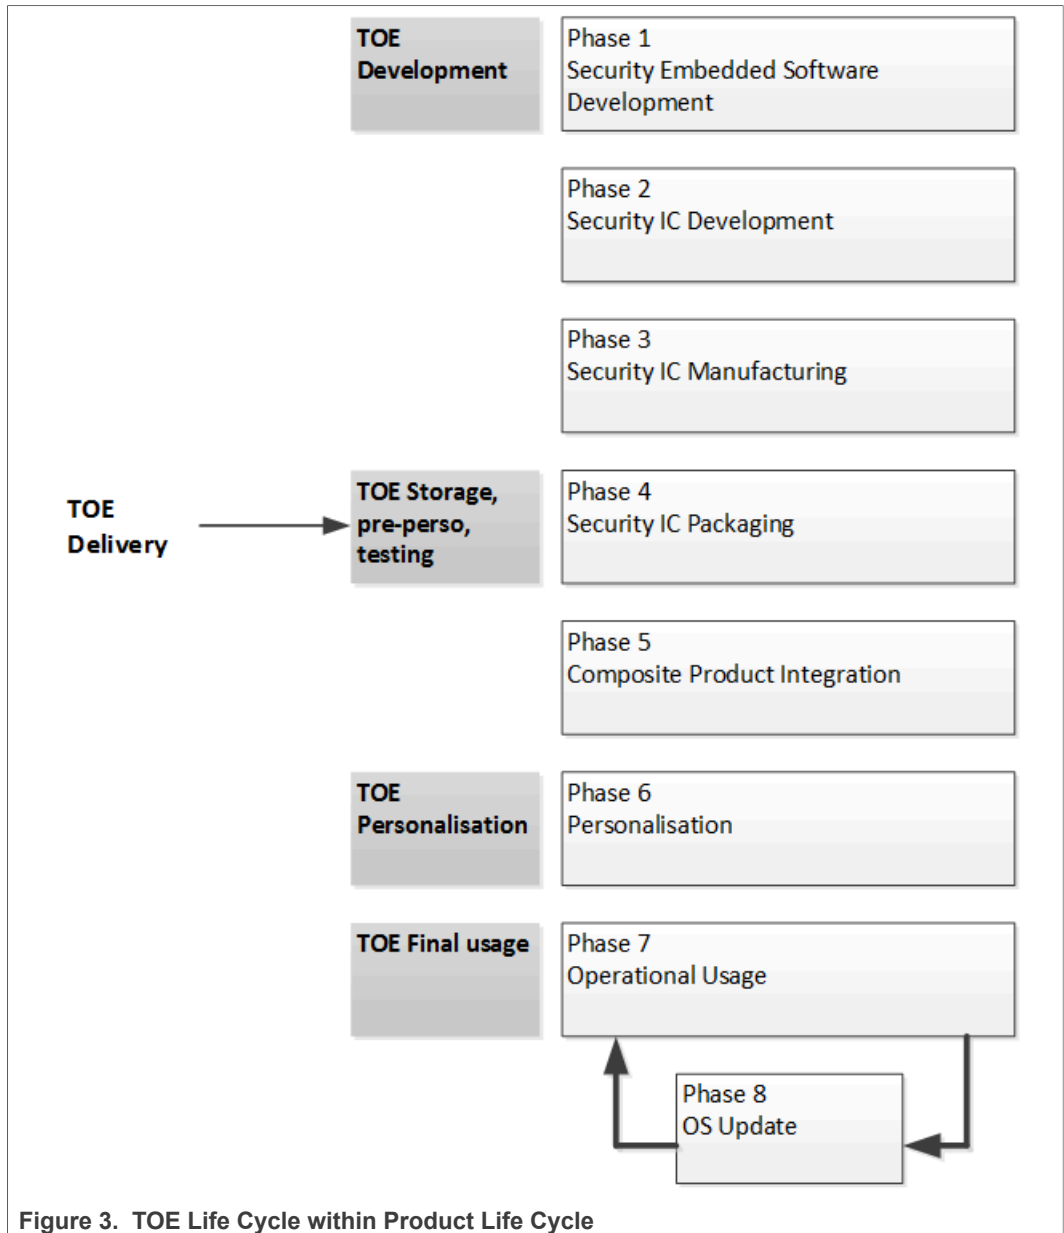 TOE
Development
Phase 1
Security Embedded Software
Development
Phase 2
Security IC Development
Phase 3
Security IC Manufacturing
TOE
Delivery
TOE Storage,
pre-perso,
testing
Phase 4
Security IC Packaging
Phase 5
Composite Product Integration
TOE
Personalisation
Phase 6
Personalisation
TOE Final usage
Phase 7
Operational Usage
Phase 8
OS Update
Figure 3. TOE Life Cycle within Product Life Cycle